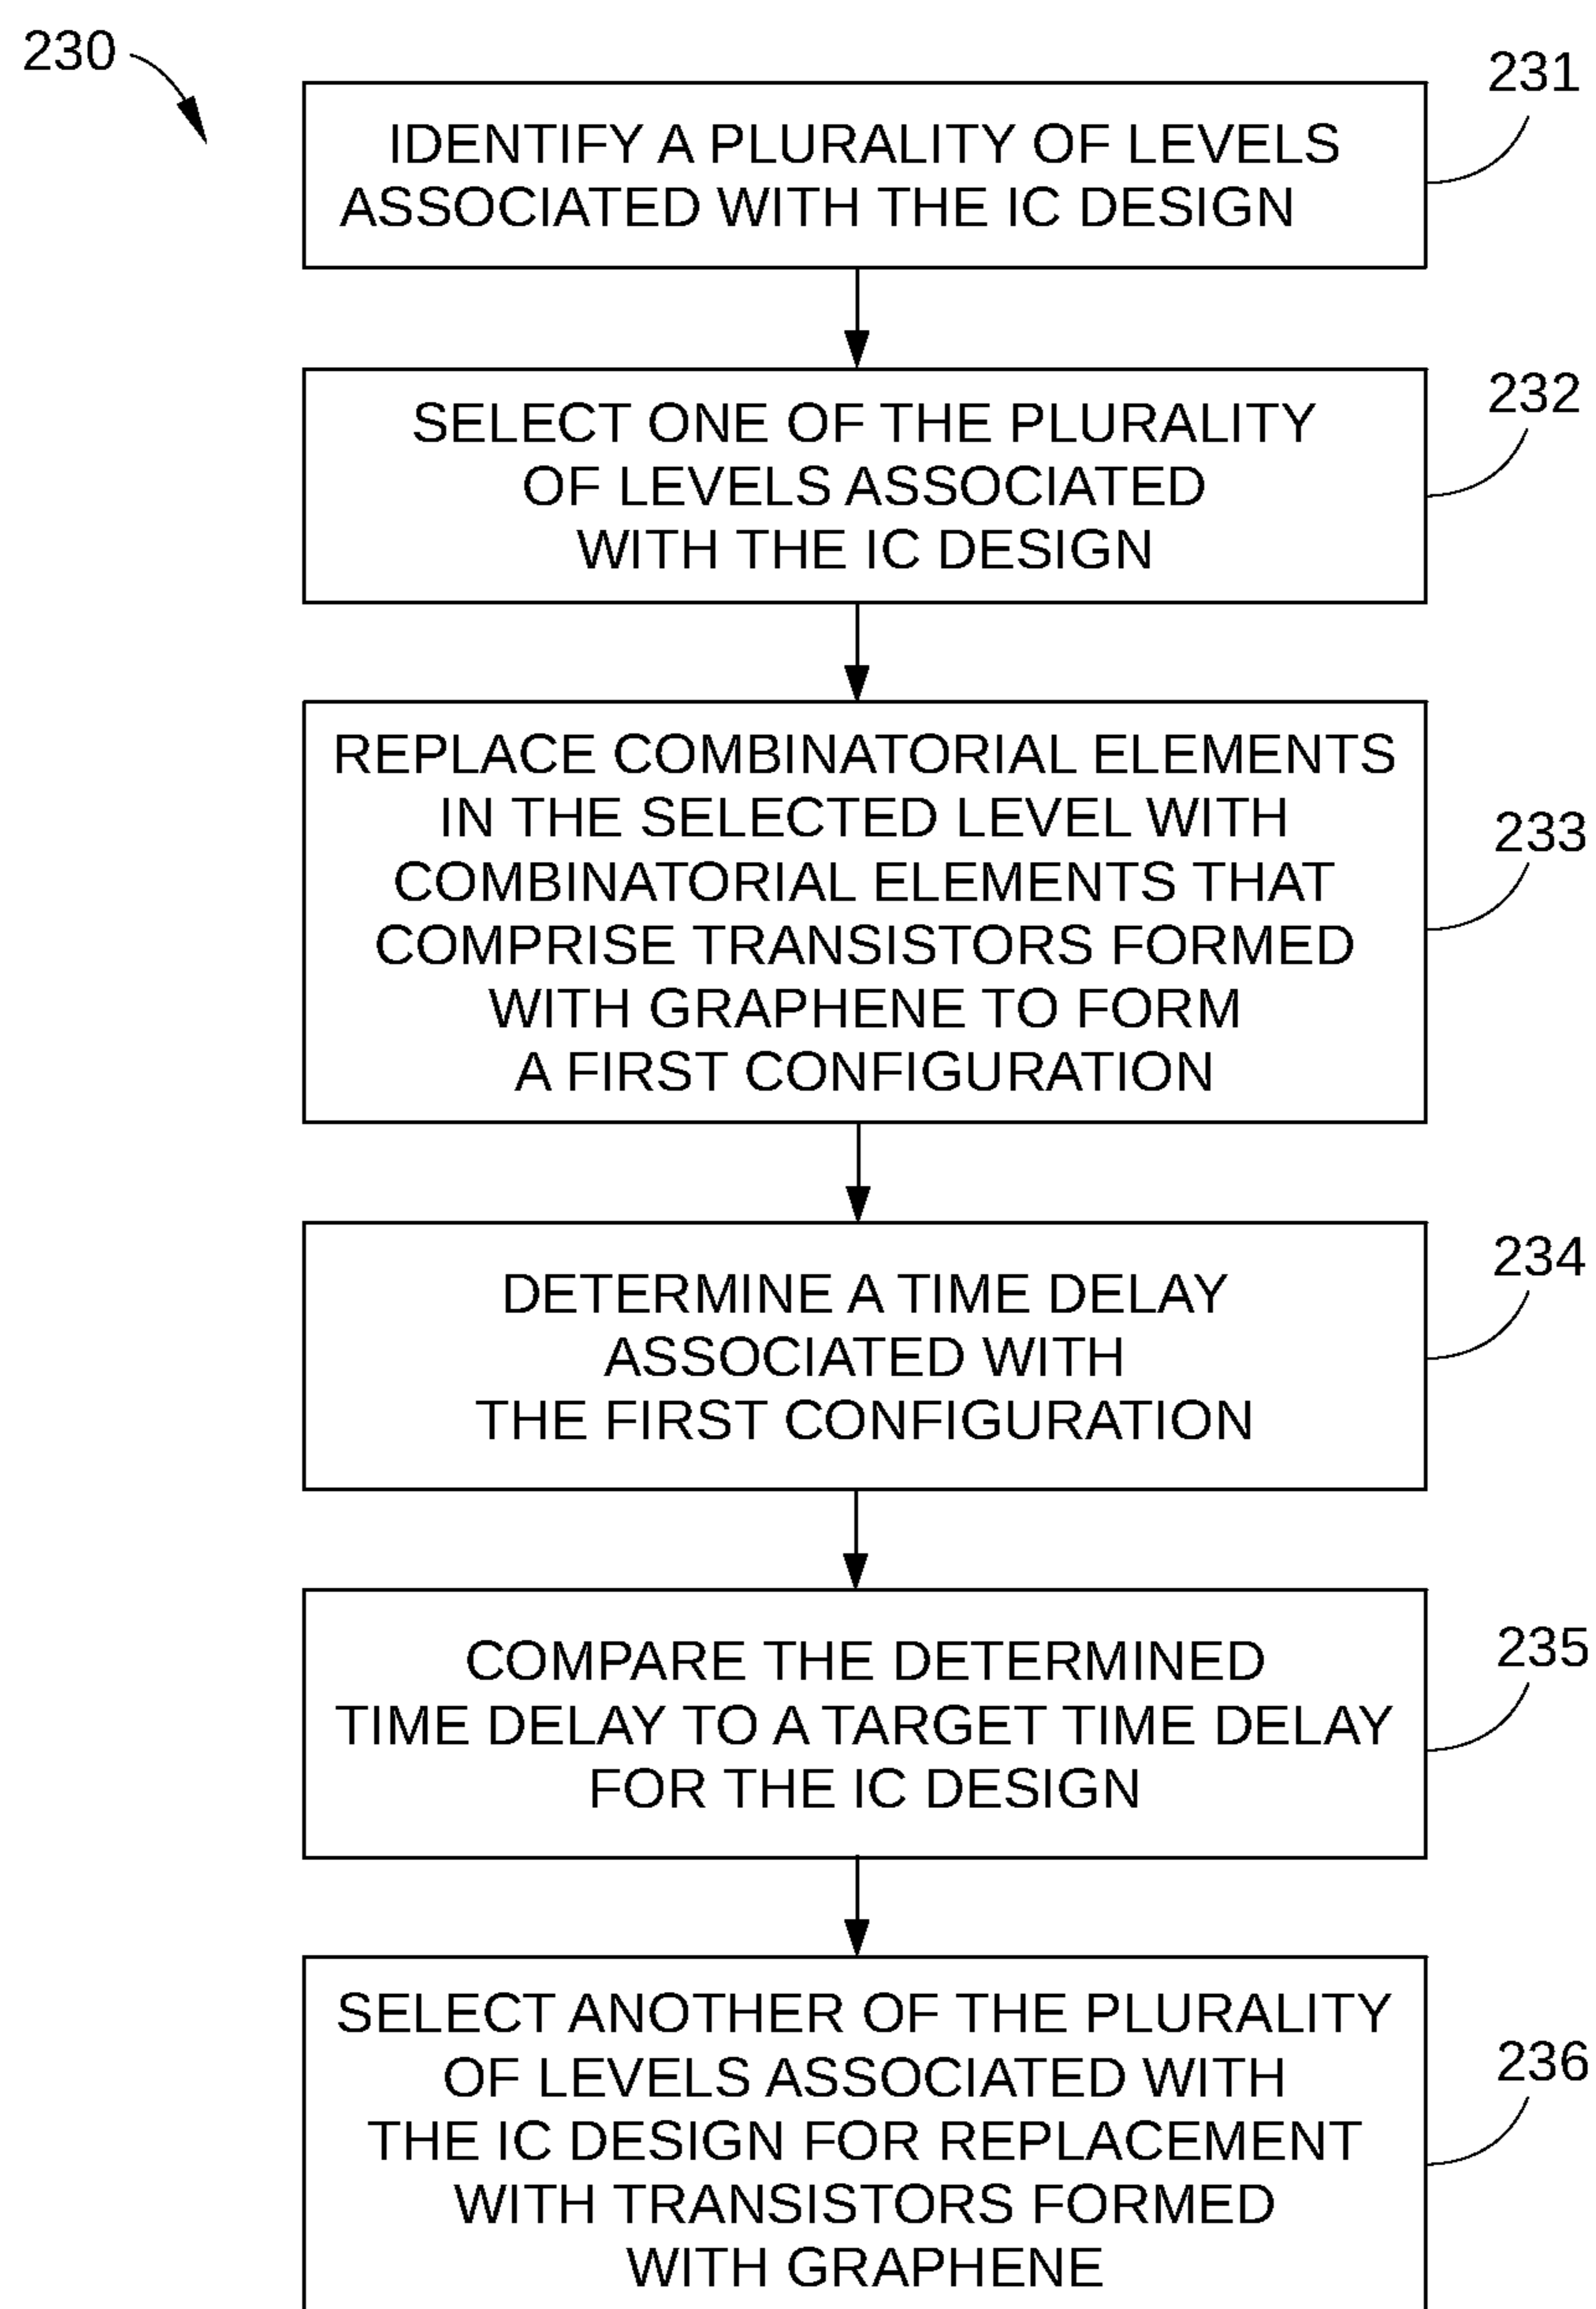 230
231
IDENTIFY A PLURALITY OF LEVELS
ASSOCIATED WITH THE IC DESIGN
232
SELECT ONE OF THE PLURALITY
OF LEVELS ASSOCIATED
WITH THE IC DESIGN
REPLACE COMBINATORIAL ELEMENTS
IN THE SELECTED LEVEL WITH
233
COMBINATORIAL ELEMENTS THAT
COMPRISE TRANSISTORS FORMED
WITH GRAPHENE TO FORM
A FIRST CONFIGURATION
234
DETERMINE A TIME DELAY
ASSOCIATED WITH
THE FIRST CONFIGURATION
235
COMPARE THE DETERMINED
TIME DELAY TO A TARGET TIME DELAY
FOR THE IC DESIGN
SELECT ANOTHER OF THE PLURALITY
236
OF LEVELS ASSOCIATED WITH
THE IC DESIGN FOR REPLACEMENT
WITH TRANSISTORS FORMED
WITH GRAPHENE